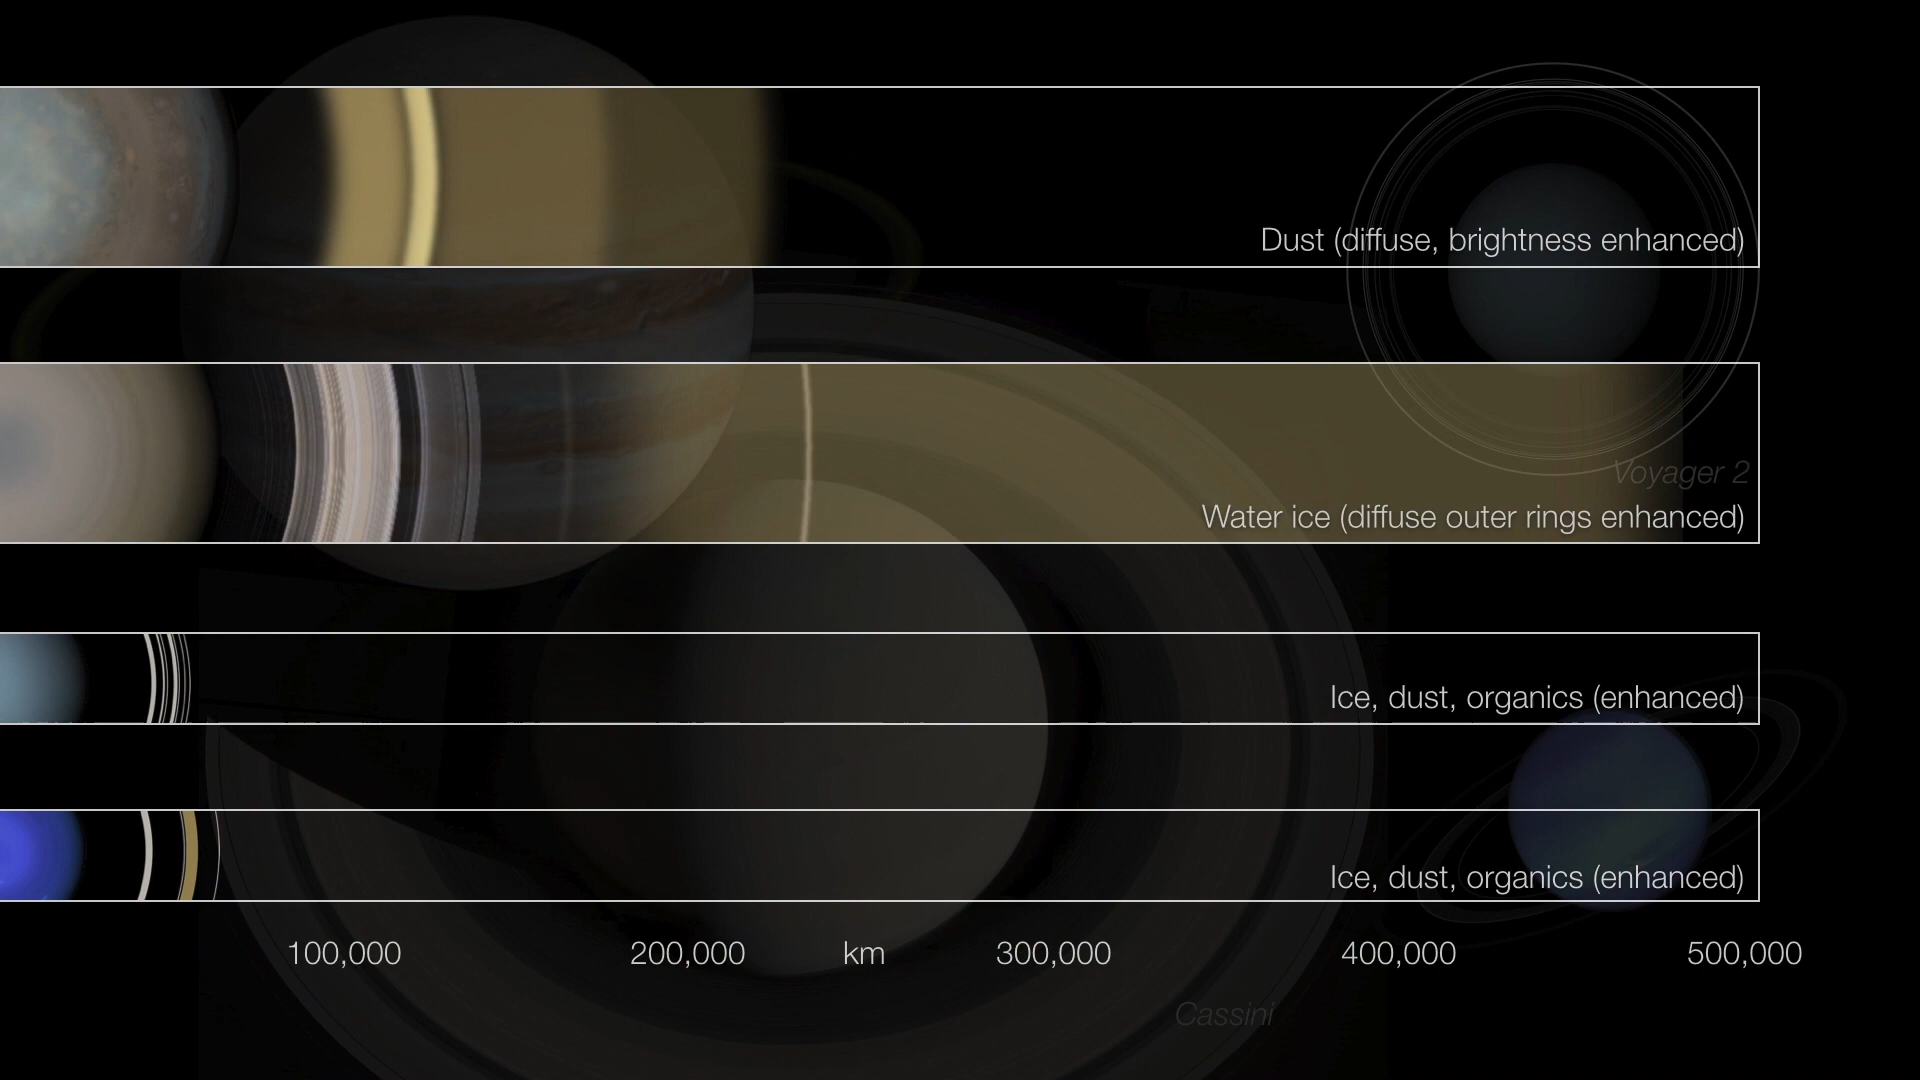 Dust (diffuse, brightness enhanced)
Voyager 2
Water ice (diffuse outer rings enhanced)
Ice, dust, organics (enhanced)
Ice, dust, organics (enhanced)
100,000 200,000 km 300,000 400,000 500,000
Cassini